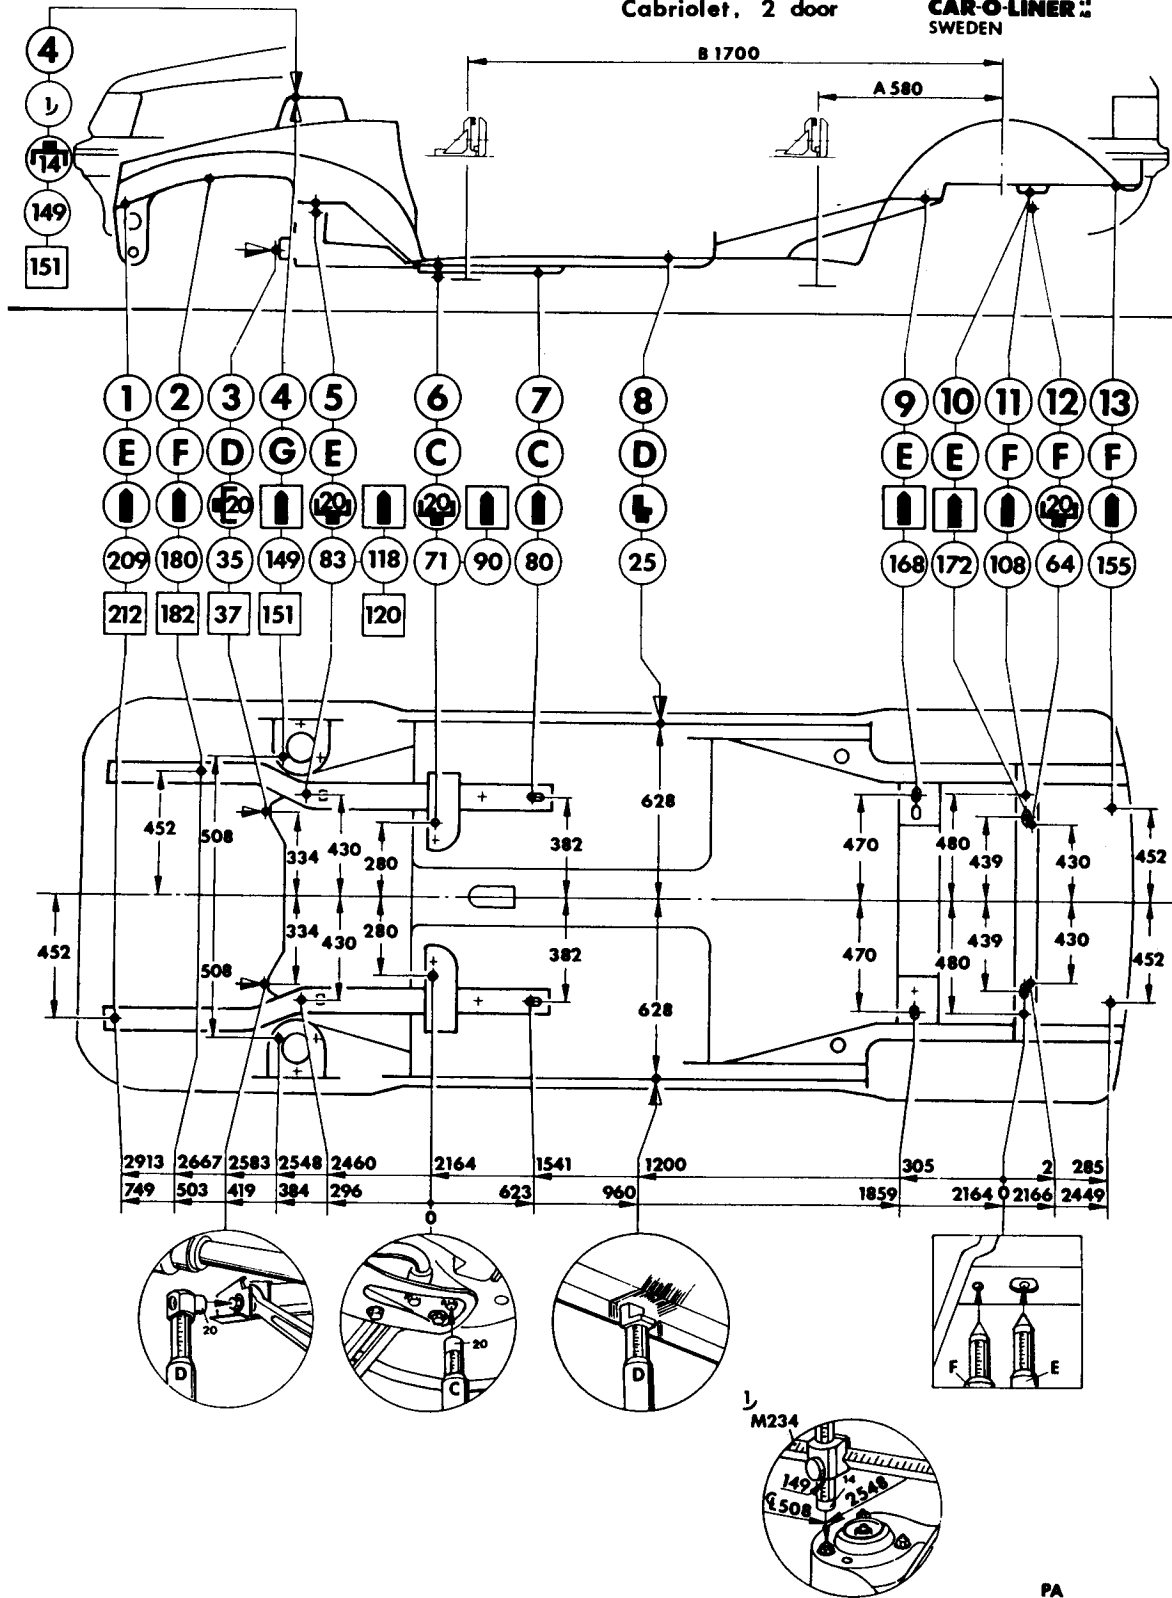 Cabriolet, 2 door
CAR-O-LINER
SWEDEN
B 1700
A 580
4
1)
14
149
151
1 2 3 4 5 6 7 8 9 10 11 12 13
E F D G E C C D E E F F F
20 20 20 20
209 180 35 149 83 118 71 90 80 25 168 172 108 64 155
212 182 37 151 120
452 508 334 430 280 382 628 470 480 439 430 452
452 508 334 430 280 382 628 470 480 439 430 452
2913 2667 2583 2548 2460 2164 1541 1200 305 2 285
749 503 419 384 296 623 960 1859 2164 0 2166 2449
0
20 20
D C D F E
1)
M234
149 14
℄ 508 2548
PA